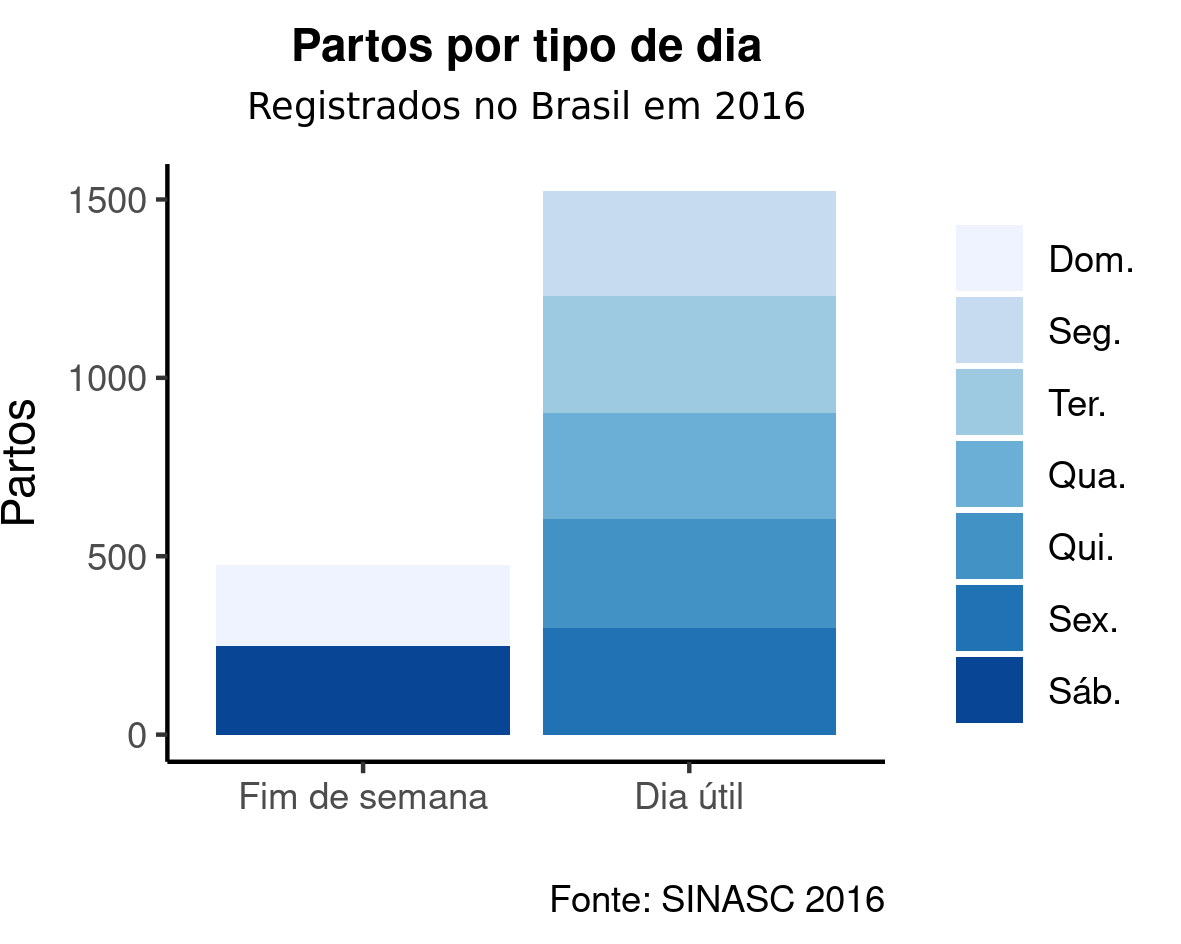 Partos por tipo de dia
Registrados no Brasil em 2016
Partos
1500
1000
500
0
Fim de semana
Dia útil
Dom.
Seg.
Ter.
Qua.
Qui.
Sex.
Sáb.
Fonte: SINASC 2016